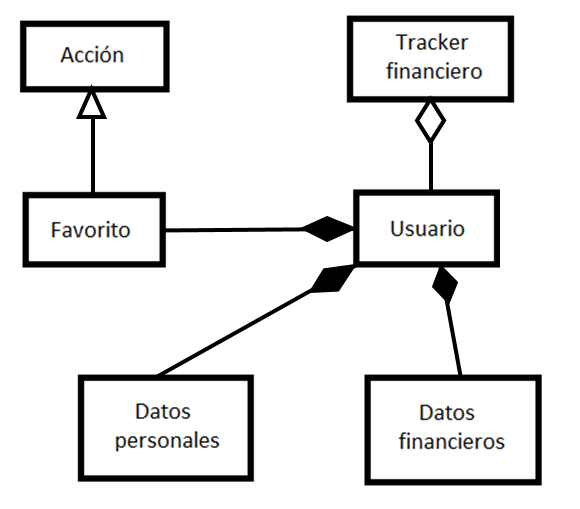 Acción
Tracker
financiero
Favorito
Usuario
Datos
personales
Datos
financieros